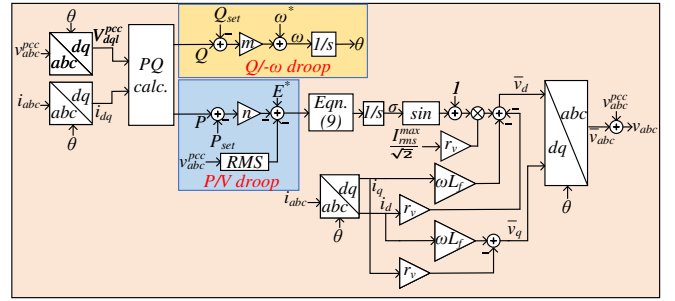 θ
Q_set
ω*
v_abc^pcc
dq
abc
V_dql^pcc
Q
m
ω
1/s
θ
Q/-ω droop
i_abc
dq
abc
i_dq
θ
PQ
calc.
E*
P
n
P_set
v_abc^pcc
RMS
P/V droop
Eqn.
(9)
1/s
σ
sin
1
I_rms^max
√2
r_v
v̅_d
i_abc
dq
abc
θ
i_q
i_d
ωL_f
r_v
ωL_f
r_v
v̅_q
abc
dq
θ
v_abc^pcc
v̅_abc
v_abc